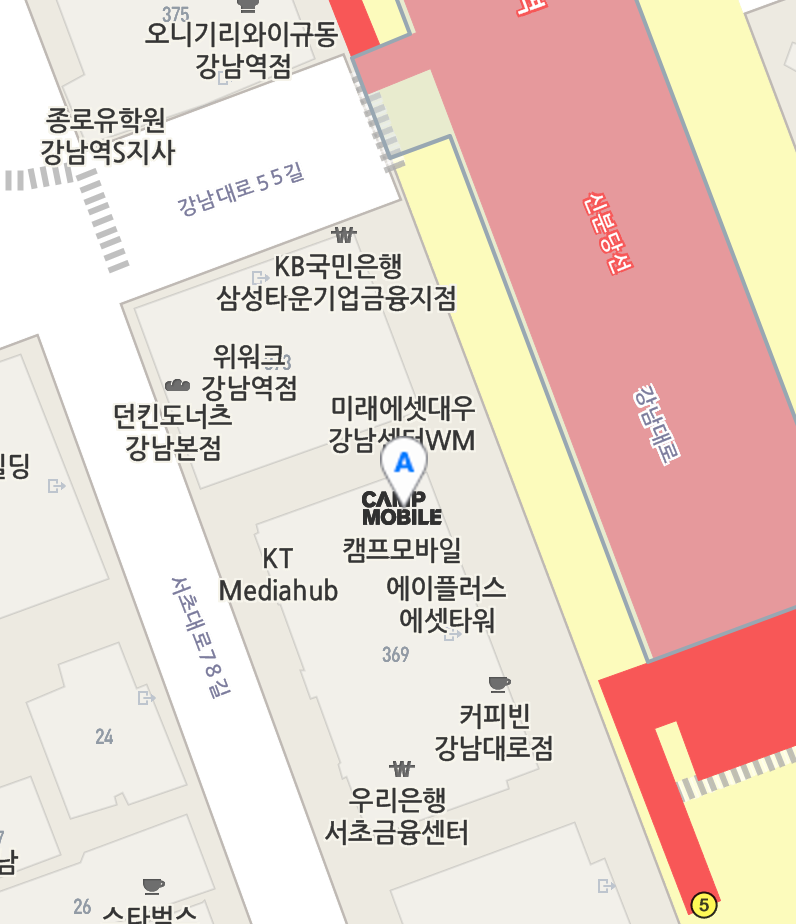 375
오니기리와이규동
강남역점
역
종로유학원
강남역S지사
강남대로55길
신분당선
KB국민은행
삼성타운기업금융지점
위워크
강남역점
던킨도너츠
강남본점
미래에셋대우
강남센터WM
강남대로
A
CAMP
MOBILE
캠프모바일
KT
Mediahub
에이플러스
에셋타워
서초대로78길
369
24
커피빈
강남대로점
우리은행
서초금융센터
26
스타벅스
5